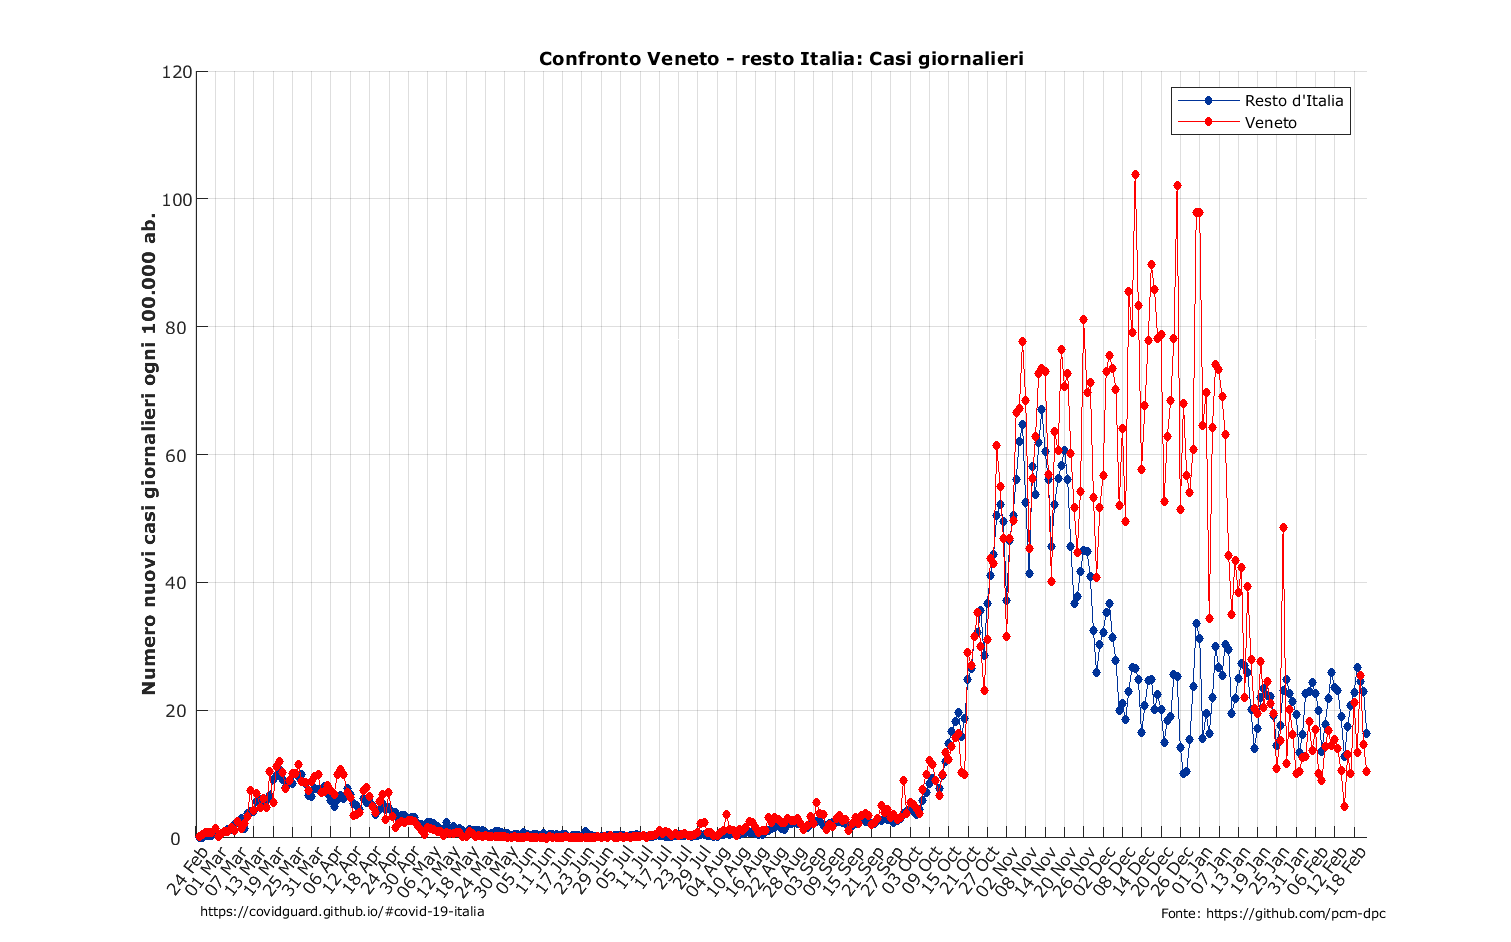 Confronto Veneto - resto Italia: Casi giornalieri
Numero nuovi casi giornalieri ogni 100.000 ab.
120
100
80
60
40
20
0
Resto d'Italia
Veneto
24 Feb
01 Mar
07 Mar
13 Mar
19 Mar
25 Mar
31 Mar
06 Apr
12 Apr
18 Apr
24 Apr
30 Apr
06 May
12 May
18 May
24 May
30 May
05 Jun
11 Jun
17 Jun
23 Jun
29 Jun
05 Jul
11 Jul
17 Jul
23 Jul
29 Jul
04 Aug
10 Aug
16 Aug
22 Aug
28 Aug
03 Sep
09 Sep
15 Sep
21 Sep
27 Sep
03 Oct
09 Oct
15 Oct
21 Oct
27 Oct
02 Nov
08 Nov
14 Nov
20 Nov
26 Nov
02 Dec
08 Dec
14 Dec
20 Dec
26 Dec
01 Jan
07 Jan
13 Jan
19 Jan
25 Jan
31 Jan
06 Feb
12 Feb
18 Feb
https://covidguard.github.io/#covid-19-italia
Fonte: https://github.com/pcm-dpc